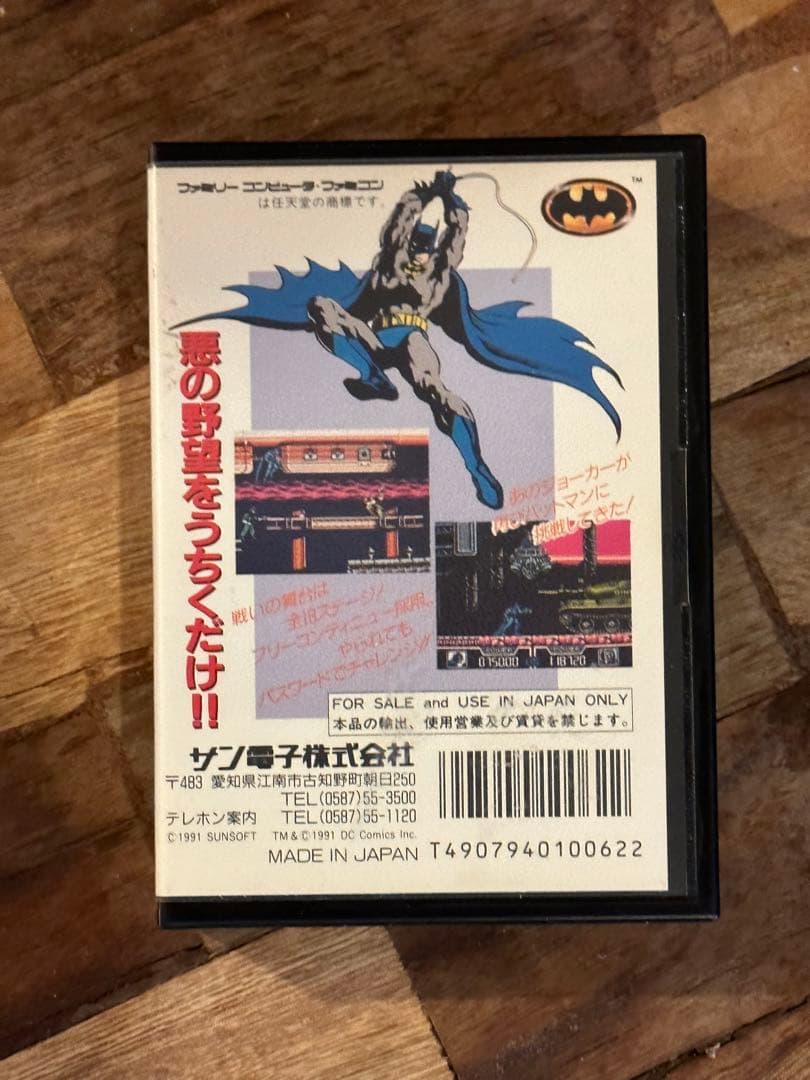 ファミリー コンピュータ・ファミコン
は任天堂の商標です。
TM
悪の野望をうちくだけ!!
あのジョーカーが
再びバットマンに
挑戦してきた!
戦いの舞台は
フリーコンティニュー採用、
やられても
パスワードでチャレンジ!!
075000
118720
FOR SALE and USE IN JAPAN ONLY
本品の輸出、使用営業及び賃貸を禁じます。
サン電子株式会社
〒483 愛知県江南市古知野町朝日250
TEL(0587)55-3500
テレホン案内 TEL(0587)55-1120
©1991 SUNSOFT TM & ©1991 DC Comics Inc.
MADE IN JAPAN
T4907940100622